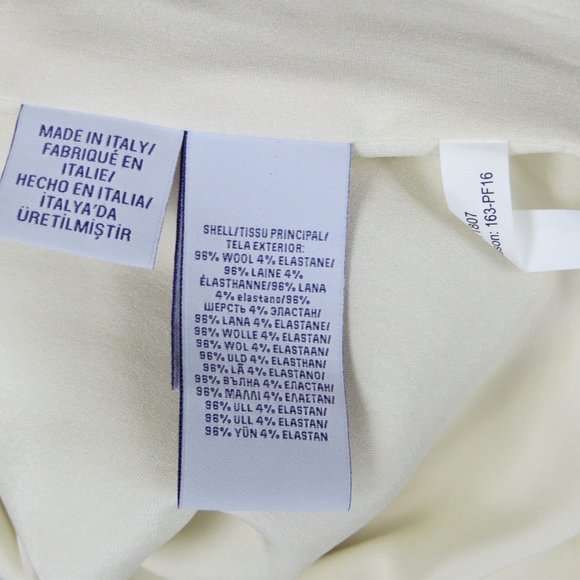 MADE IN ITALY/
FABRIQUÉ EN
ITALIE/
HECHO EN ITALIA/
İTALYA'DA
ÜRETİLMİŞTİR
SHELL/TISSU PRINCIPAL/
TELA EXTERIOR:
96% WOOL 4% ELASTANE/
96% LAINE 4%
ÉLASTHANNE/96% LANA
4% elastano/96%
ШЕРСТЬ 4% ЭЛАСТАН/
96% LANA 4% ELASTANE/
96% WOLLE 4% ELASTAN/
96% WOL 4% ELASTAAN/
96% ULD 4% ELASTHAN/
96% LÃ 4% ELASTANO/
96% ВЪЛНА 4% ЕЛАСТАН/
96% ΜΑΛΛΙ 4% ΕΛΑΣΤΑΝ/
96% ULL 4% ELASTAN/
96% ULL 4% ELASTAN/
96% YÜN 4% ELASTAN
807
son: 163-PF16